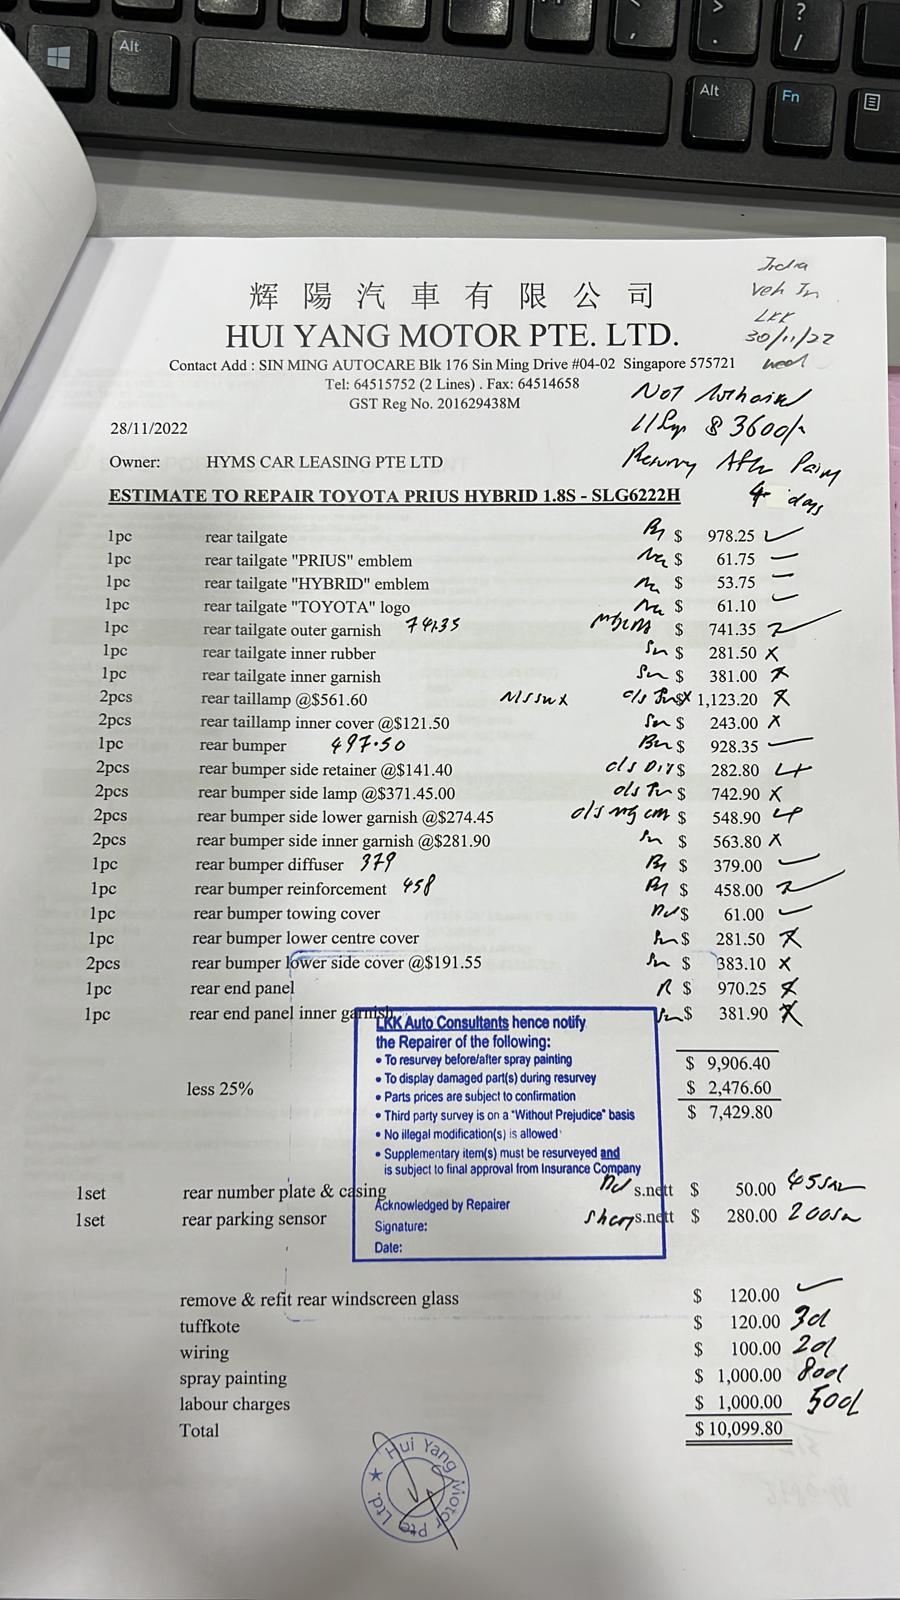 Alt
Alt
Fn
<
,
>
.
?
/
輝陽汽車有限公司
HUI YANG MOTOR PTE. LTD.
Contact Add : SIN MING AUTOCARE Blk 176 Sin Ming Drive #04-02 Singapore 575721
Tel: 64515752 (2 Lines) . Fax: 64514658
GST Reg No. 201629438M
Veh In
LKK
30/11/22
wed
Not
$ 3600/-
After
4 days
28/11/2022
Owner: HYMS CAR LEASING PTE LTD
ESTIMATE TO REPAIR TOYOTA PRIUS HYBRID 1.8S - SLG6222H
1pc rear tailgate $ 978.25
1pc rear tailgate "PRIUS" emblem $ 61.75
1pc rear tailgate "HYBRID" emblem $ 53.75
1pc rear tailgate "TOYOTA" logo $ 61.10
1pc rear tailgate outer garnish 741.35 $ 741.35
1pc rear tailgate inner rubber $ 281.50 x
1pc rear tailgate inner garnish $ 381.00 x
2pcs rear taillamp @$561.60 o/s 1,123.20 x
2pcs rear taillamp inner cover @$121.50 $ 243.00 x
1pc rear bumper 497.50 $ 928.35
2pcs rear bumper side retainer @$141.40 o/s $ 282.80
2pcs rear bumper side lamp @$371.45.00 o/s $ 742.90 x
2pcs rear bumper side lower garnish @$274.45 o/s $ 548.90
2pcs rear bumper side inner garnish @$281.90 $ 563.80 x
1pc rear bumper diffuser 379 $ 379.00
1pc rear bumper reinforcement 458 $ 458.00
1pc rear bumper towing cover $ 61.00
1pc rear bumper lower centre cover $ 281.50 x
2pcs rear bumper lower side cover @$191.55 $ 383.10 x
1pc rear end panel R $ 970.25 x
1pc rear end panel inner garnish $ 381.90 x
$ 9,906.40
less 25% $ 2,476.60
$ 7,429.80
LKK Auto Consultants hence notify
the Repairer of the following:
• To resurvey before/after spray painting
• To display damaged part(s) during resurvey
• Parts prices are subject to confirmation
• Third party survey is on a "Without Prejudice" basis
• No illegal modification(s) is allowed
• Supplementary item(s) must be resurveyed and
is subject to final approval from Insurance Company
Acknowledged by Repairer
Signature:
Date:
1set rear number plate & casing s.nett $ 50.00
1set rear parking sensor s.nett $ 280.00
remove & refit rear windscreen glass $ 120.00
tuffkote $ 120.00
wiring $ 100.00
spray painting $ 1,000.00
labour charges $ 1,000.00
Total $ 10,099.80
Hui Yang Motor Pte Ltd.